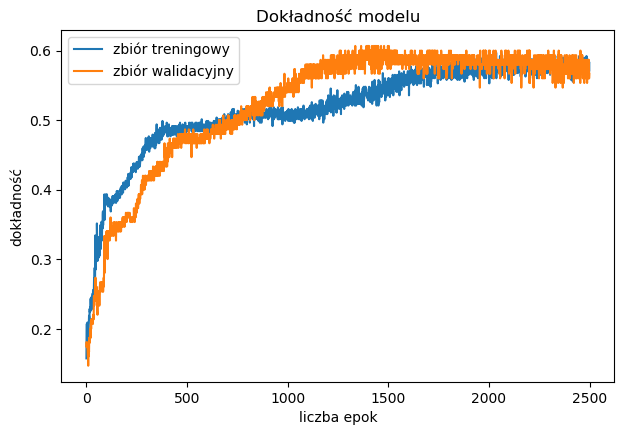 Dokładność modelu
zbiór treningowy
zbiór walidacyjny
dokładność
0.6
0.5
0.4
0.3
0.2
0
500
1000
1500
2000
2500
liczba epok